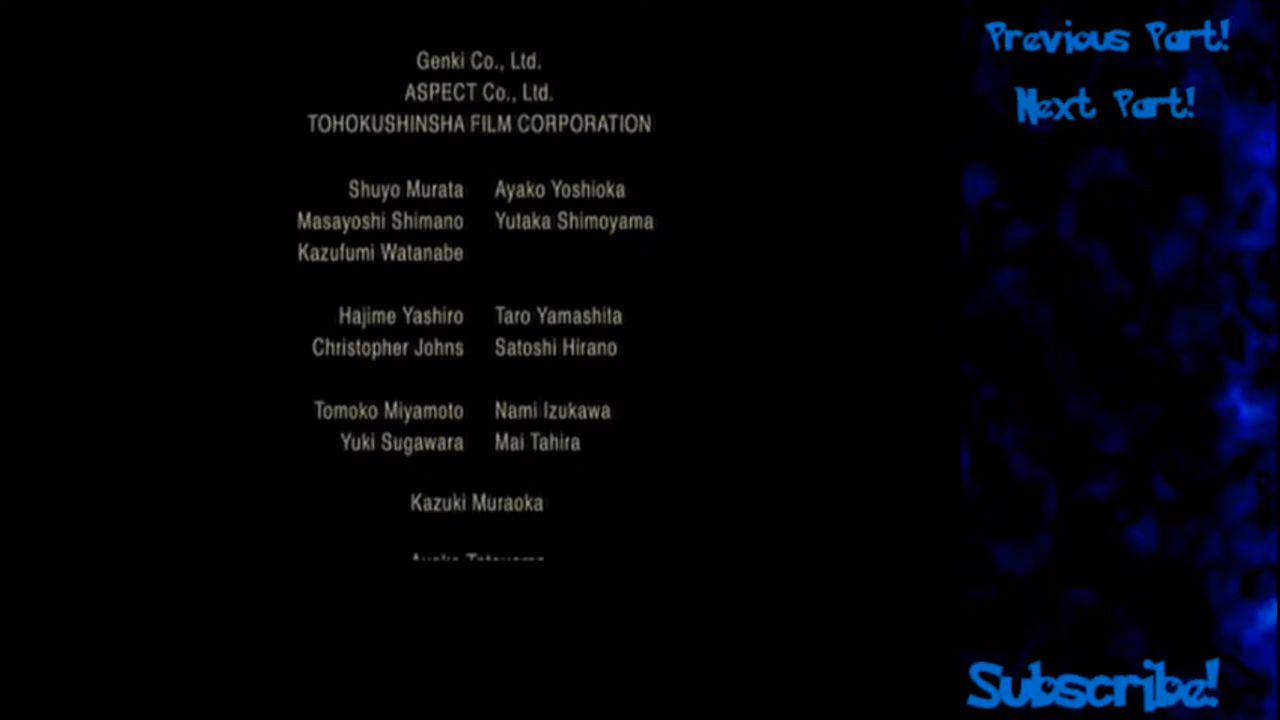 Genki Co., Ltd.
ASPECT Co., Ltd.
TOHOKUSHINSHA FILM CORPORATION
Shuyo Murata Ayako Yoshioka
Masayoshi Shimano Yutaka Shimoyama
Kazufumi Watanabe
Hajime Yashiro Taro Yamashita
Christopher Johns Satoshi Hirano
Tomoko Miyamoto Nami Izukawa
Yuki Sugawara Mai Tahira
Kazuki Muraoka
Previous Part!
Next Part!
Subscribe!